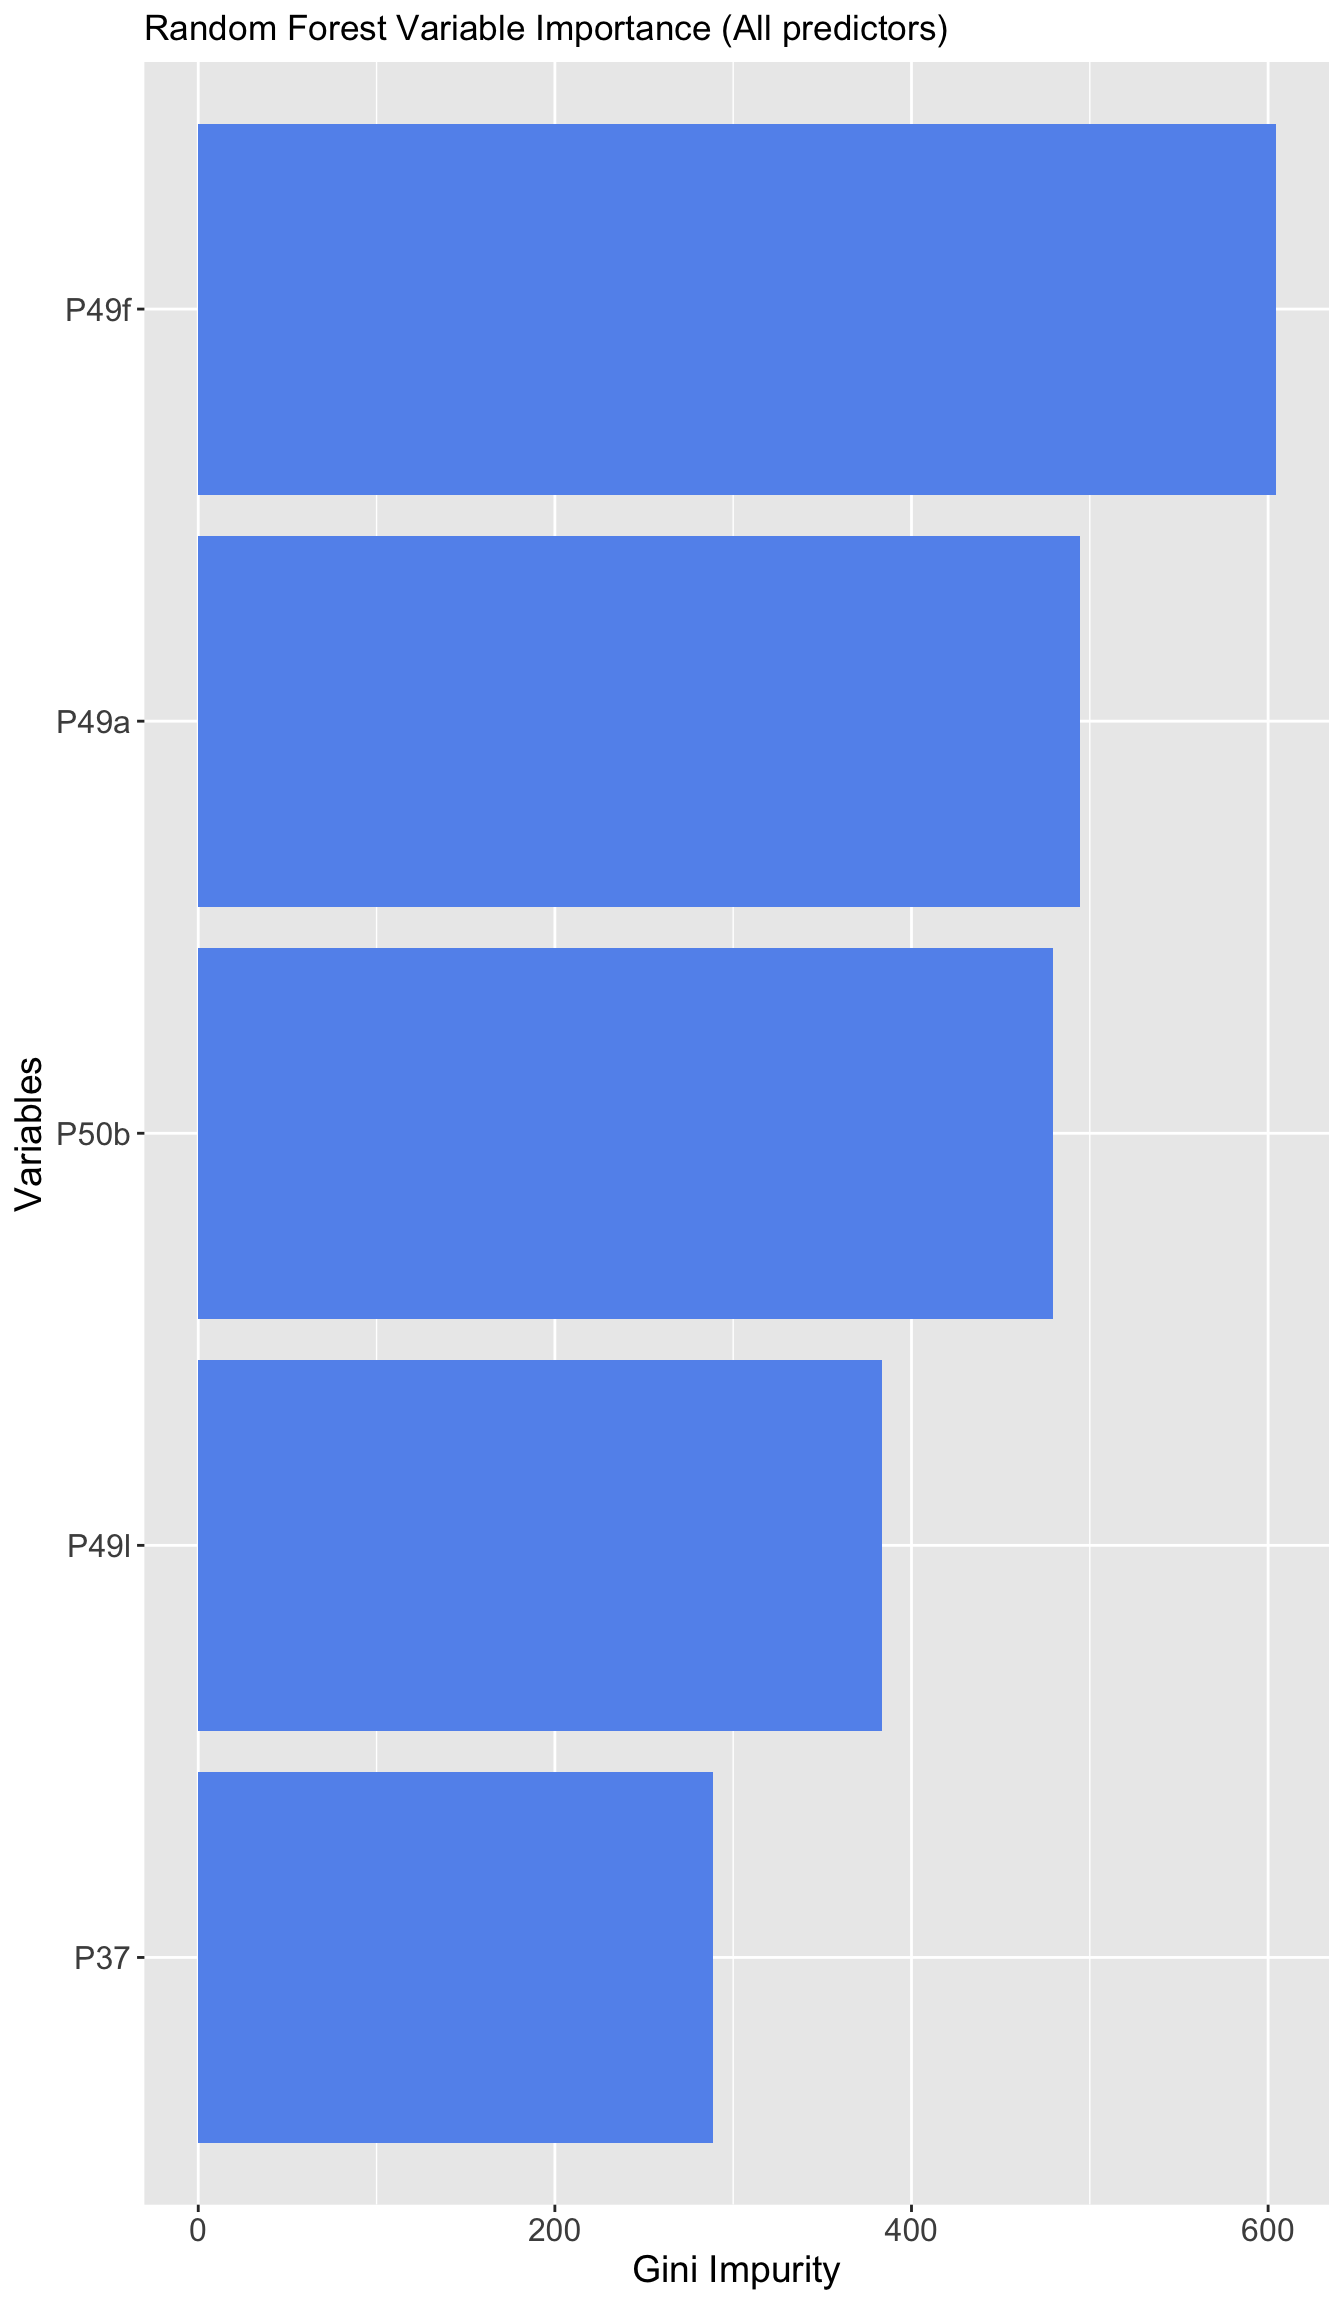 Random Forest Variable Importance (All predictors)
Variables
P49f
P49a
P50b
P49l
P37
0 200 400 600
Gini Impurity